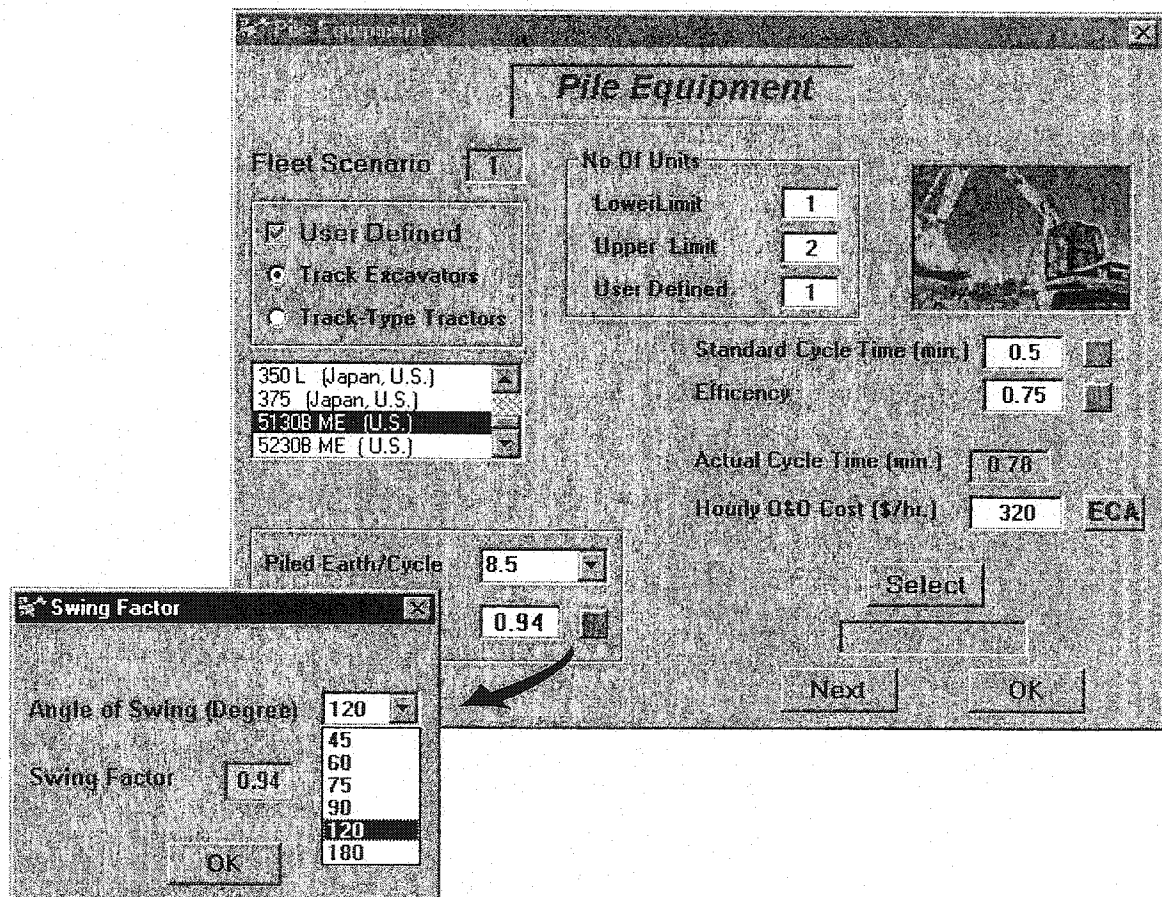 Pile Equipment
Pile Equipment
Fleet Scenario 1
User Defined
Track Excavators
Track-Type Tractors
350 L (Japan, U.S.)
375 (Japan, U.S.)
5130B ME (U.S.)
5230B ME (U.S.)
No Of Units
LowerLimit 1
Upper Limit 2
User Defined 1
Standard Cycle Time (min.) 0.5
Efficency 0.75
Actual Cycle Time (min.) 0.78
Hourly O&O Cost ($/hr.) 320 ECA
Piled Earth/Cycle 8.5
0.94
Select
Next OK
Swing Factor
Angle of Swing (Degree) 120
45
60
75
90
120
180
Swing Factor 0.94
OK